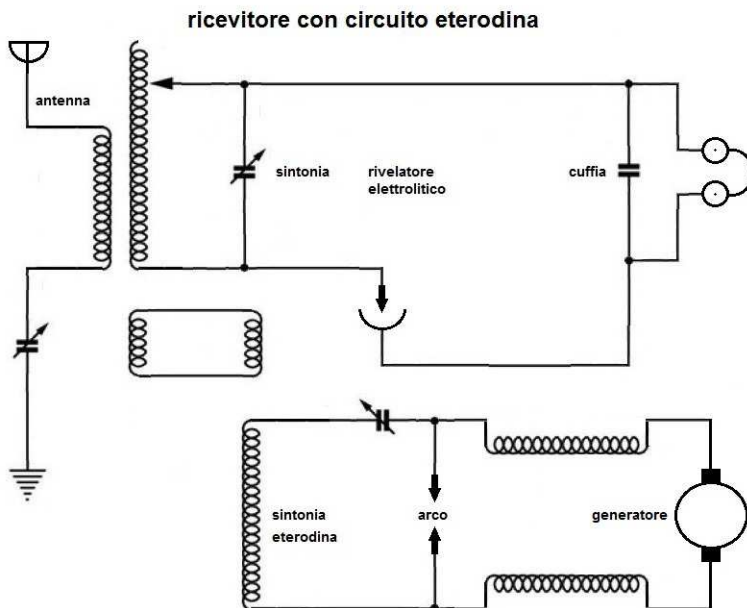 ricevitore con circuito eterodina
antenna
sintonia
rivelatore
elettrolitico
cuffia
sintonia
eterodina
arco
generatore